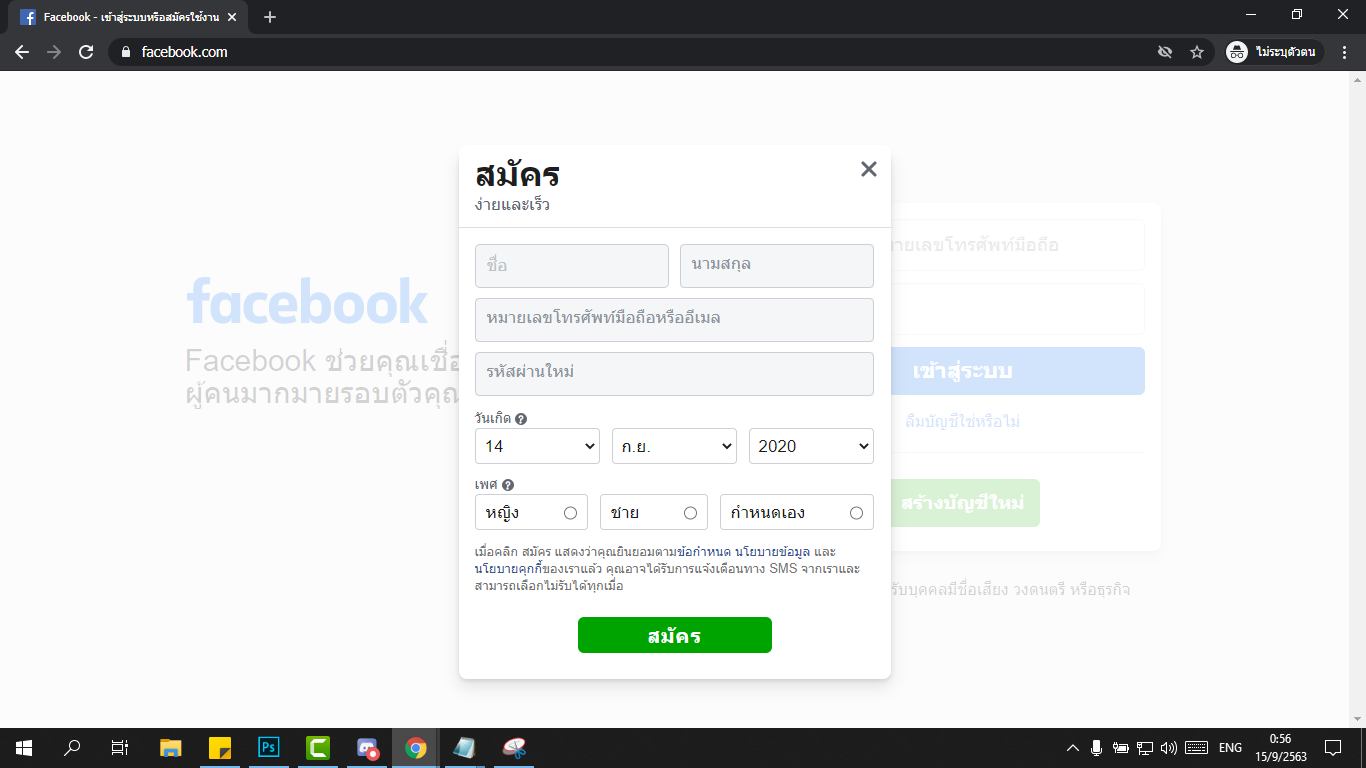 Facebook - เข้าสู่ระบบหรือสมัครใช้งาน
facebook.com
ไม่ระบุตัวตน
สมัคร
ง่ายและเร็ว
ชื่อ
นามสกุล
หมายเลขโทรศัพท์มือถือหรืออีเมล
รหัสผ่านใหม่
วันเกิด
14
ก.ย.
2020
เพศ
หญิง
ชาย
กำหนดเอง
เมื่อคลิก สมัคร แสดงว่าคุณยินยอมตามข้อกำหนด นโยบายข้อมูล และ
นโยบายคุกกี้ของเราแล้ว คุณอาจได้รับการแจ้งเตือนทาง SMS จากเราและ
สามารถเลือกไม่รับได้ทุกเมื่อ
สมัคร
facebook
Facebook ช่วยคุณเชื่อ
ผู้คนมากมายรอบตัวคุณ
ายเลขโทรศัพท์มือถือ
เข้าสู่ระบบ
ลืมบัญชีใช่หรือไม่
สร้างบัญชีใหม่
รับบุคคลมีชื่อเสียง วงดนตรี หรือธุรกิจ
Ps
ENG
0:56
15/9/2563